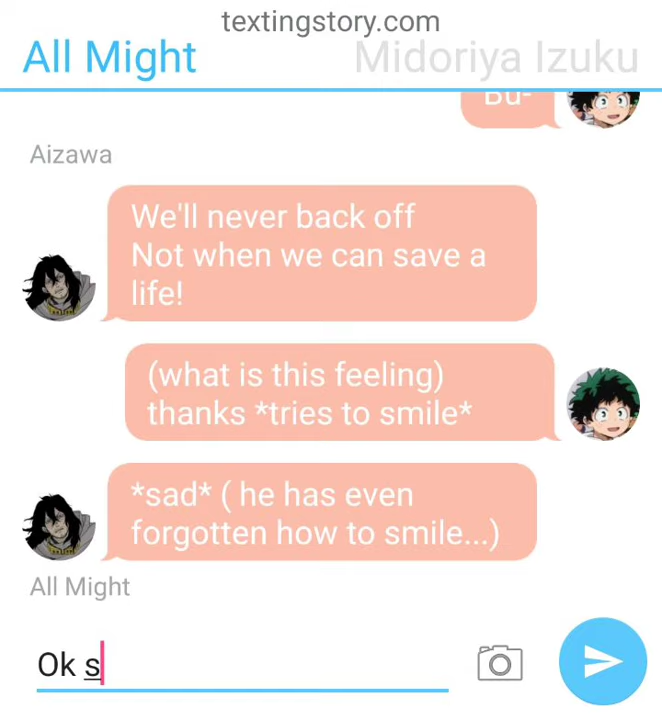 textingstory.com
All Might Midoriya Izuku
Bu-
Aizawa
We'll never back off
Not when we can save a
life!
(what is this feeling)
thanks *tries to smile*
*sad* ( he has even
forgotten how to smile...)
All Might
Ok s